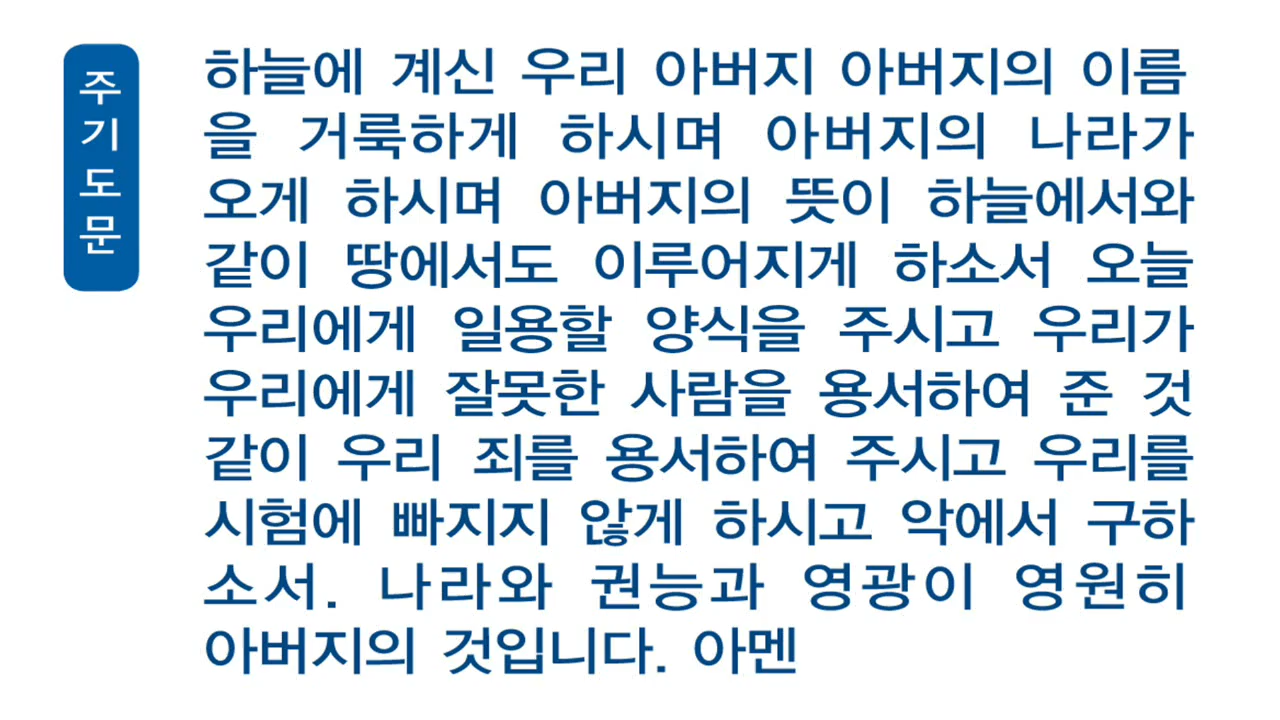 주기도문
하늘에 계신 우리 아버지 아버지의 이름
을 거룩하게 하시며 아버지의 나라가
오게 하시며 아버지의 뜻이 하늘에서와
같이 땅에서도 이루어지게 하소서 오늘
우리에게 일용할 양식을 주시고 우리가
우리에게 잘못한 사람을 용서하여 준 것
같이 우리 죄를 용서하여 주시고 우리를
시험에 빠지지 않게 하시고 악에서 구하
소서. 나라와 권능과 영광이 영원히
아버지의 것입니다. 아멘